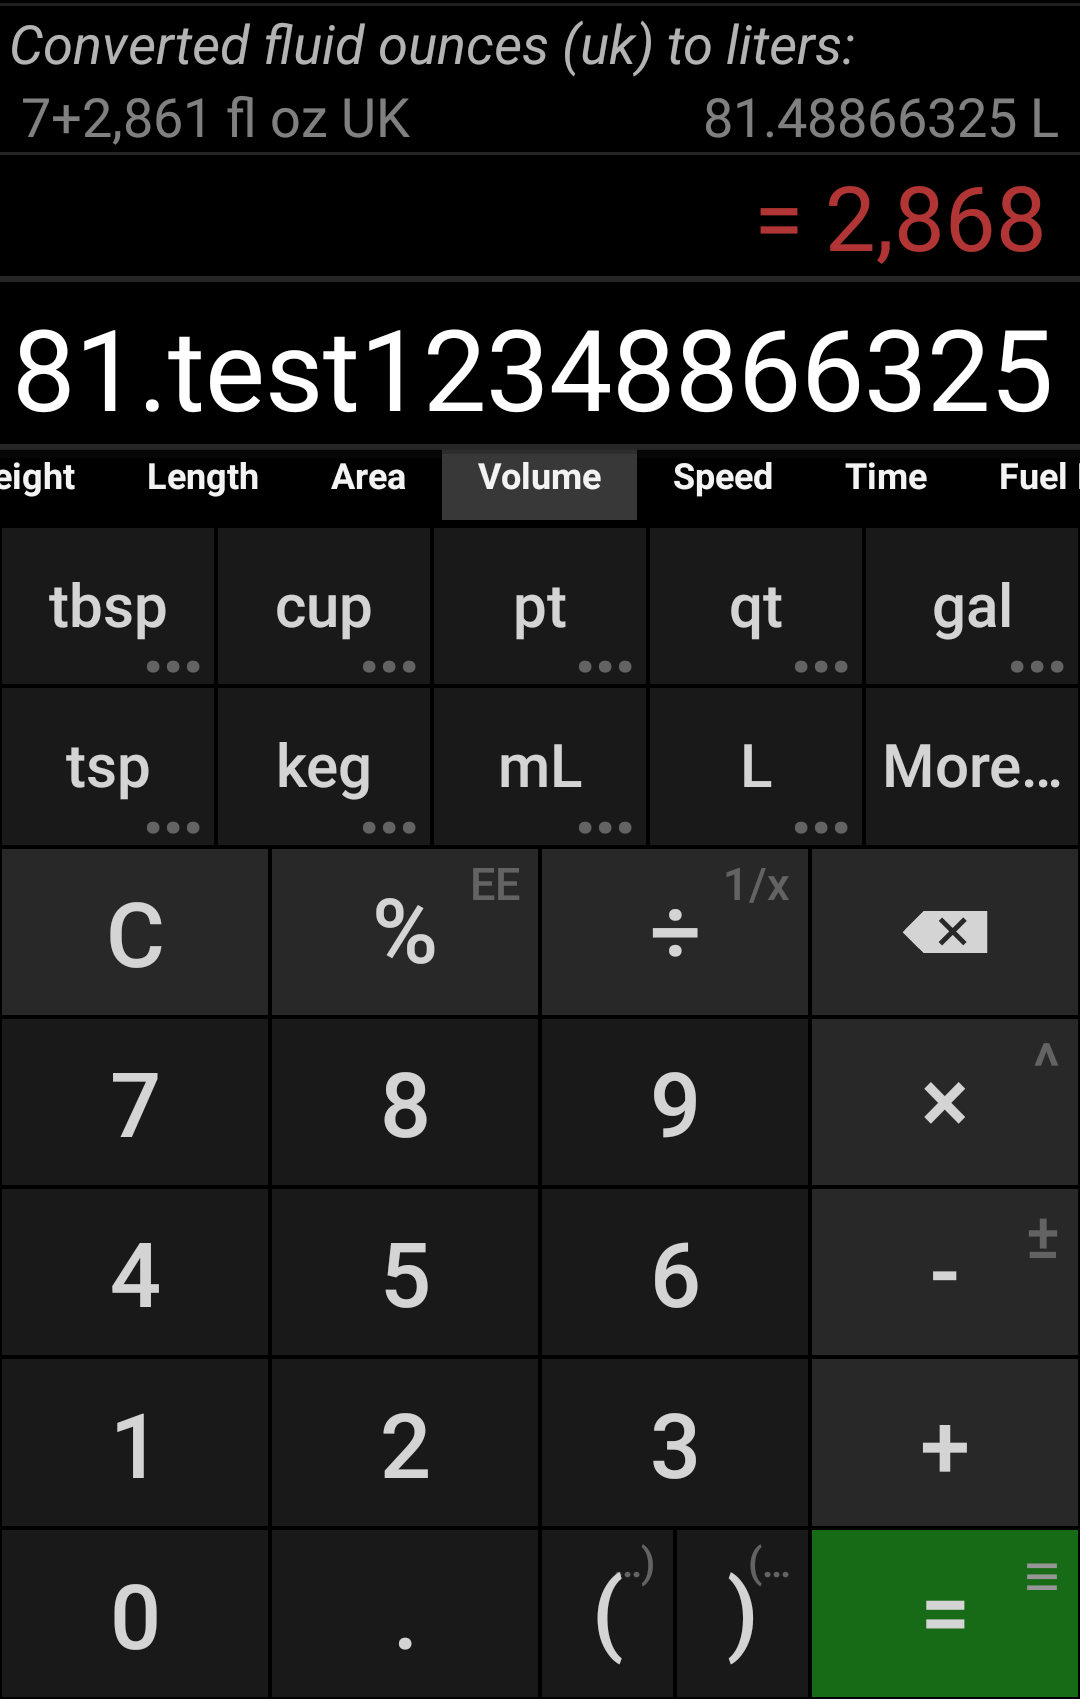 Converted fluid ounces (uk) to liters:
7+2,861 fl oz UK 81.48866325 L
= 2,868
81.test12348866325
eight Length Area Volume Speed Time Fuel
tbsp cup pt qt gal
tsp keg mL L More...
C % EE ÷ 1/x
7 8 9 × ^
4 5 6 - ±
1 2 3 +
0 . ( ..) ) (... =